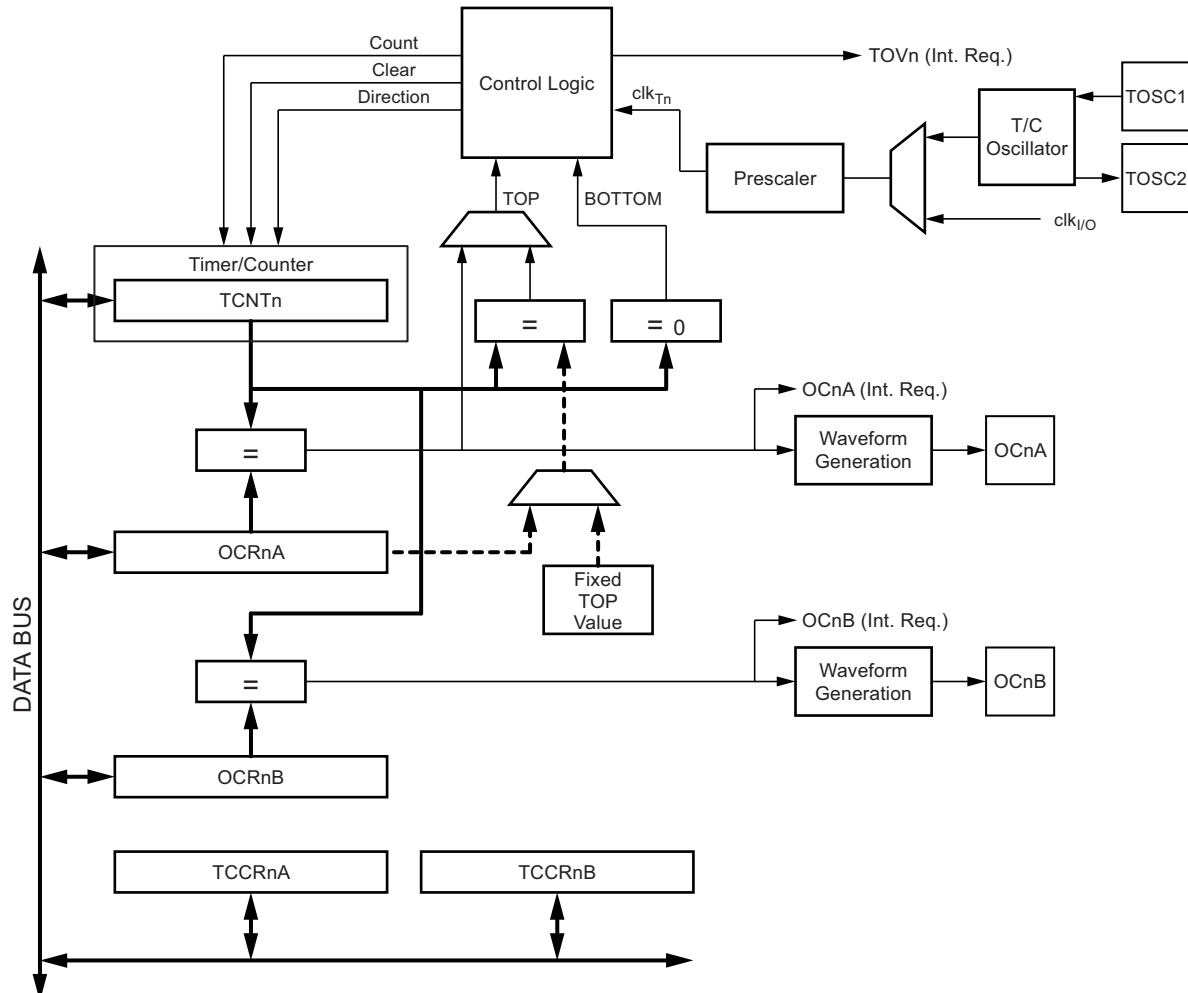 Count
Clear
Direction
Control Logic
TOVn (Int. Req.)
clkTn
TOSC1
T/C
Oscillator
TOSC2
Prescaler
clkI/O
TOP
BOTTOM
Timer/Counter
TCNTn
=
= 0
OCnA (Int. Req.)
=
Waveform
Generation
OCnA
OCRnA
Fixed
TOP
Value
DATA BUS
OCnB (Int. Req.)
=
Waveform
Generation
OCnB
OCRnB
TCCRnA
TCCRnB